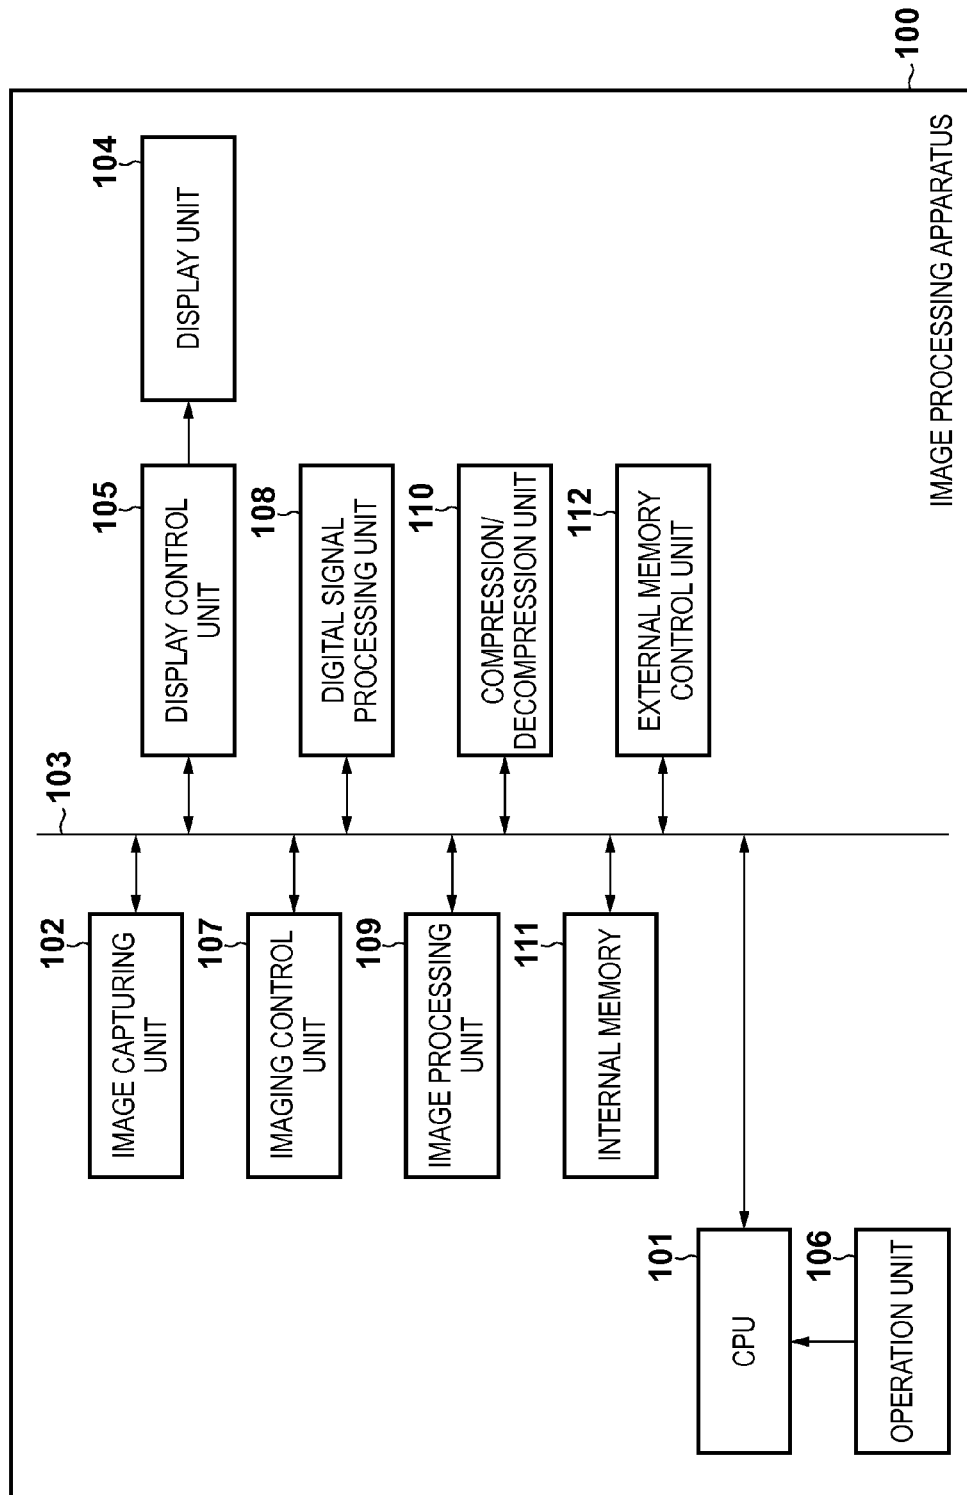 100
IMAGE PROCESSING APPARATUS
104
DISPLAY UNIT
105
DISPLAY CONTROL
UNIT
108
DIGITAL SIGNAL
PROCESSING UNIT
110
COMPRESSION/
DECOMPRESSION UNIT
112
EXTERNAL MEMORY
CONTROL UNIT
103
102
IMAGE CAPTURING
UNIT
107
IMAGING CONTROL
UNIT
109
IMAGE PROCESSING
UNIT
111
INTERNAL MEMORY
101
CPU
106
OPERATION UNIT